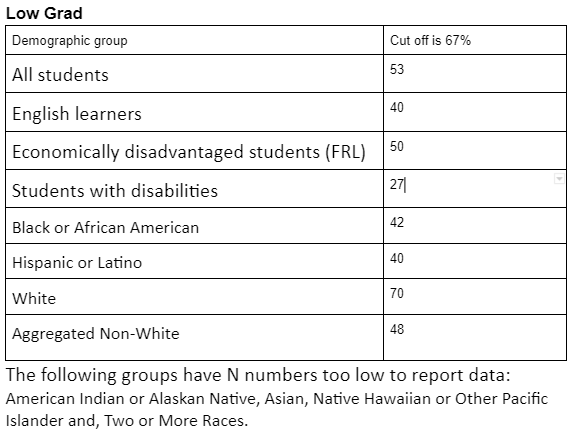 Low Grad
Demographic group Cut off is 67%
All students 53
English learners 40
Economically disadvantaged students (FRL) 50
Students with disabilities 27
Black or African American 42
Hispanic or Latino 40
White 70
Aggregated Non-White 48
The following groups have N numbers too low to report data:
American Indian or Alaskan Native, Asian, Native Hawaiian or Other Pacific
Islander and, Two or More Races.